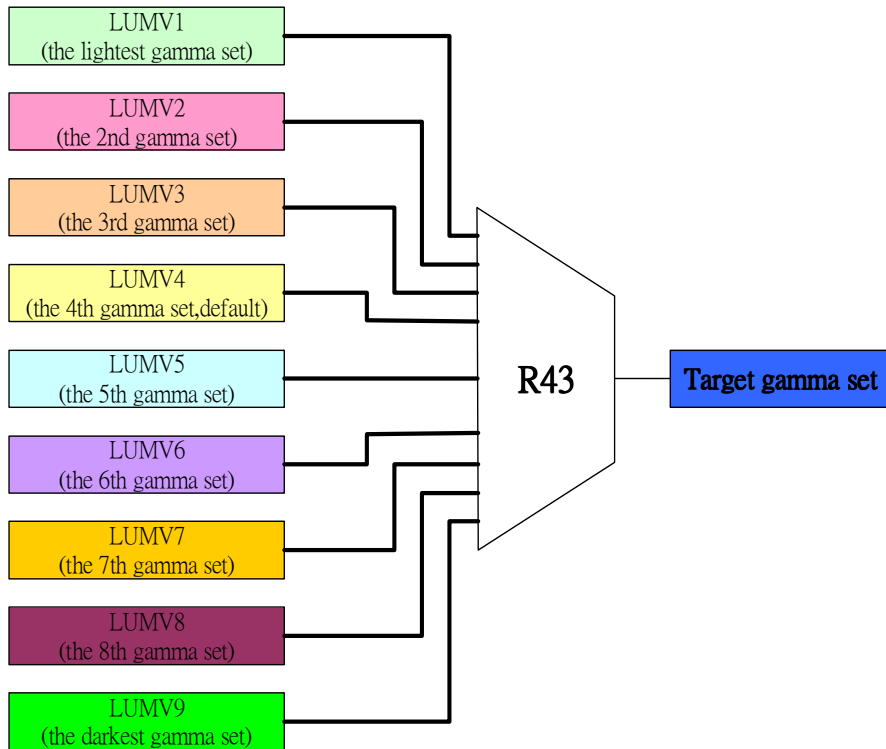 LUMV1
(the lightest gamma set)
LUMV2
(the 2nd gamma set)
LUMV3
(the 3rd gamma set)
LUMV4
(the 4th gamma set,default)
LUMV5
(the 5th gamma set)
LUMV6
(the 6th gamma set)
LUMV7
(the 7th gamma set)
LUMV8
(the 8th gamma set)
LUMV9
(the darkest gamma set)
R43
Target gamma set